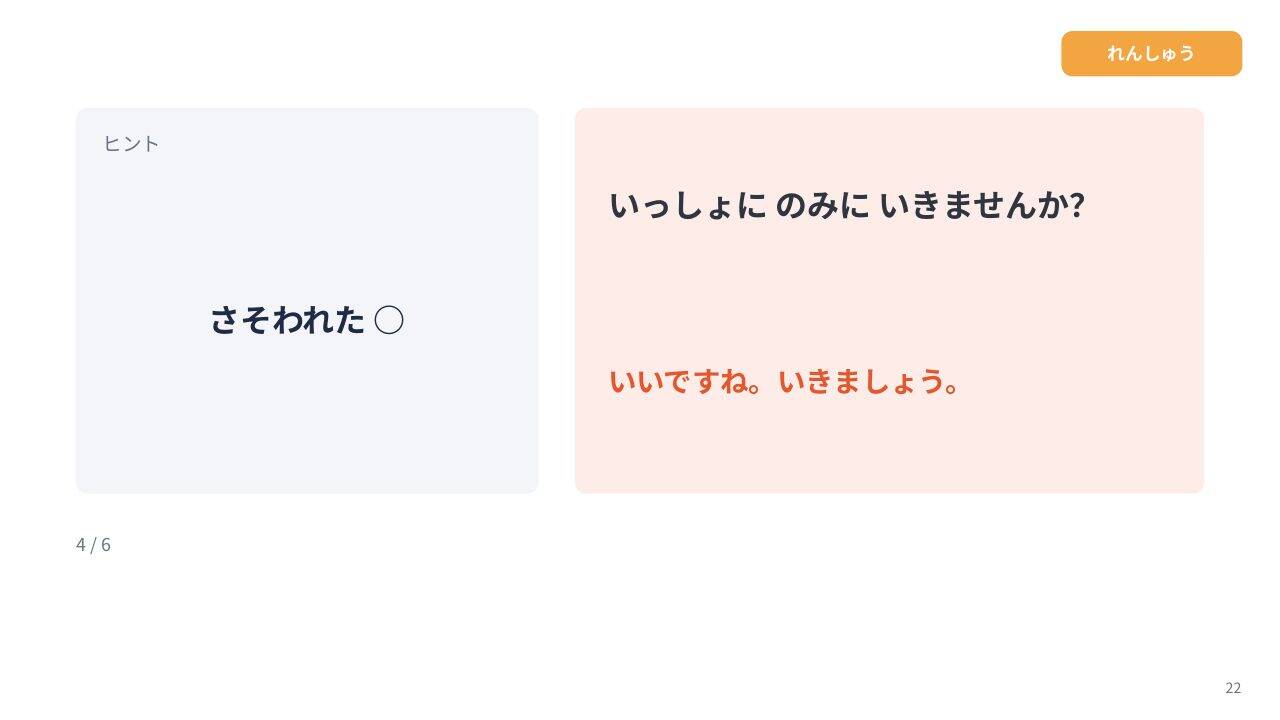 れんしゅう
ヒント
さそわれた ○
いっしょに のみに いきませんか?
いいですね。いきましょう。
4 / 6
22